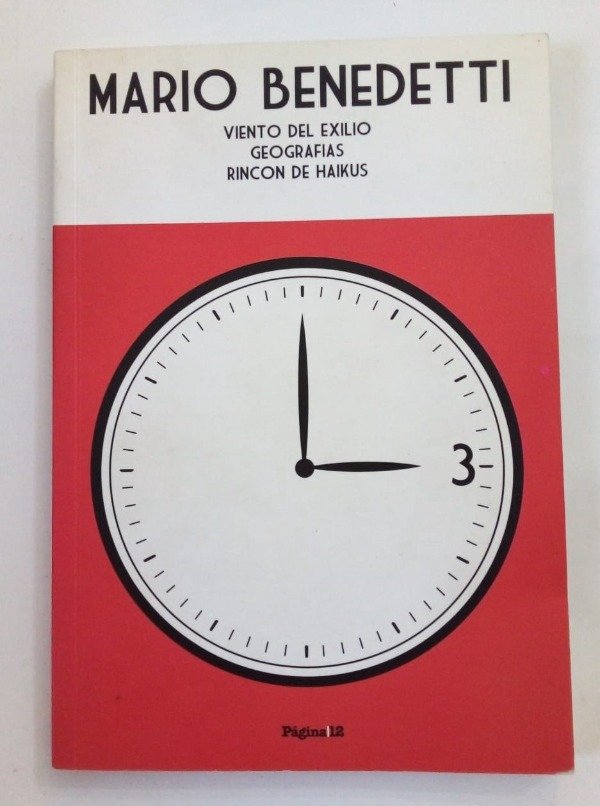 MARIO BENEDETTI
VIENTO DEL EXILIO
GEOGRAFIAS
RINCON DE HAIKUS
3
Página|12